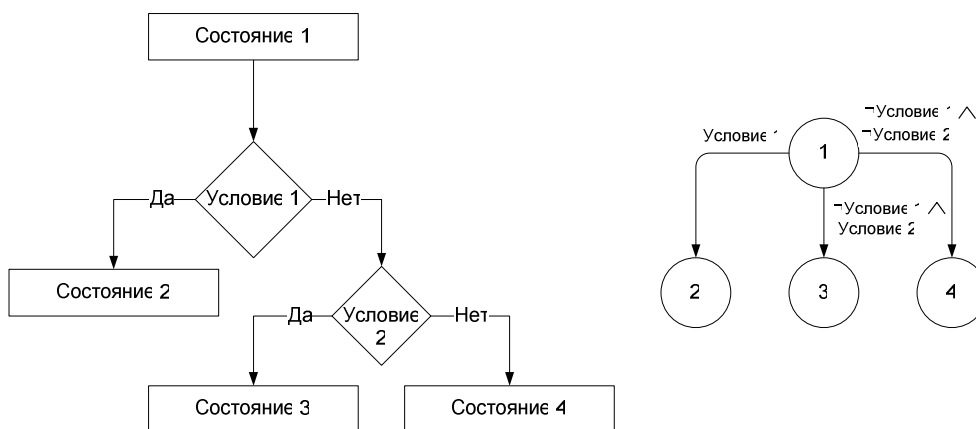 Состояние 1
Условие 1
Да
Нет
Состояние 2
Условие
2
Да
Нет
Состояние 3
Состояние 4
1
Условие 1
¬Условие 1 ∧
¬Условие 2
¬Условие 1 ∧
Условие 2
2
3
4